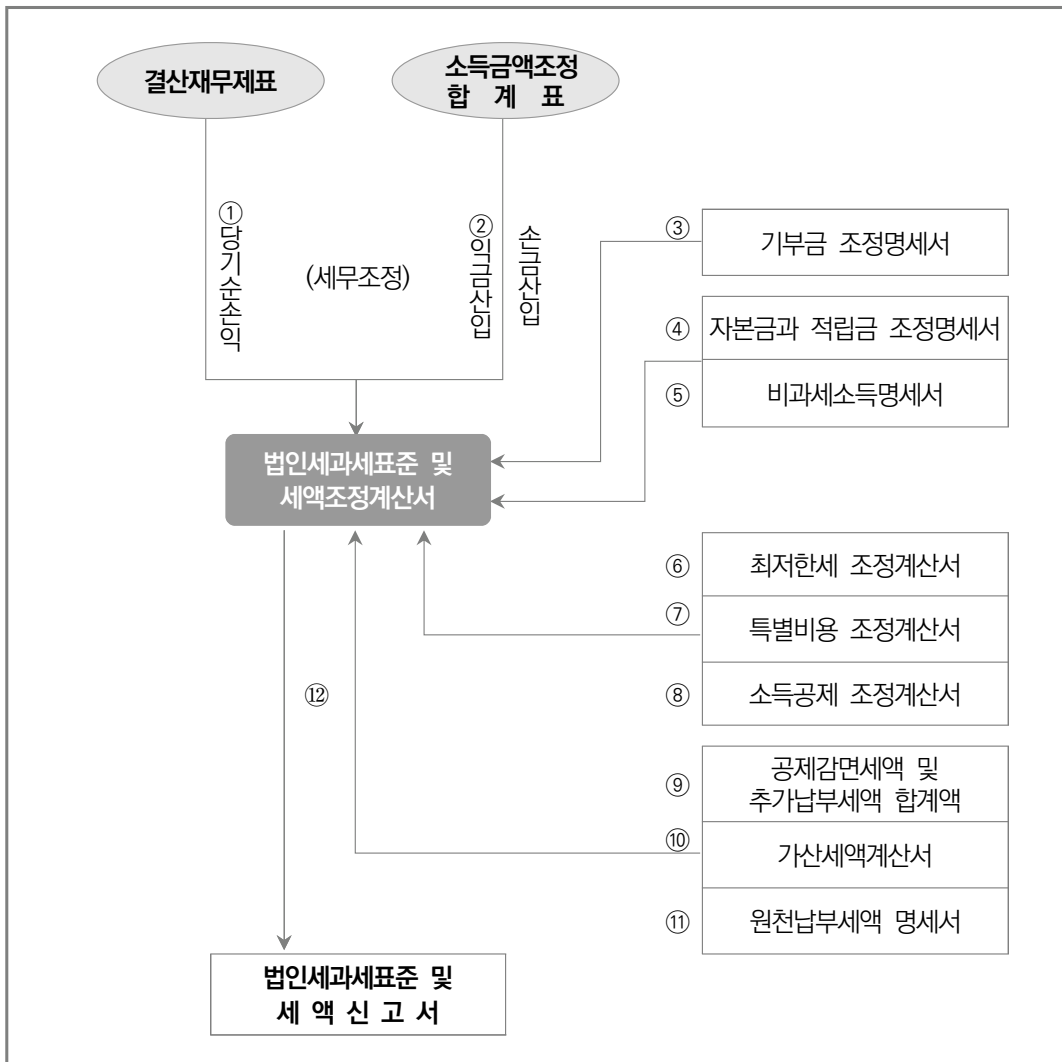 결산재무제표
소득금액조정
합 계 표
①당기순손익
(세무조정)
②익금산입
손금산입
③
기부금 조정명세서
④
자본금과 적립금 조정명세서
⑤
비과세소득명세서
법인세과세표준 및
세액조정계산서
⑥
최저한세 조정계산서
⑦
특별비용 조정계산서
⑧
소득공제 조정계산서
⑫
⑨
공제감면세액 및
추가납부세액 합계액
⑩
가산세액계산서
⑪
원천납부세액 명세서
법인세과세표준 및
세 액 신 고 서